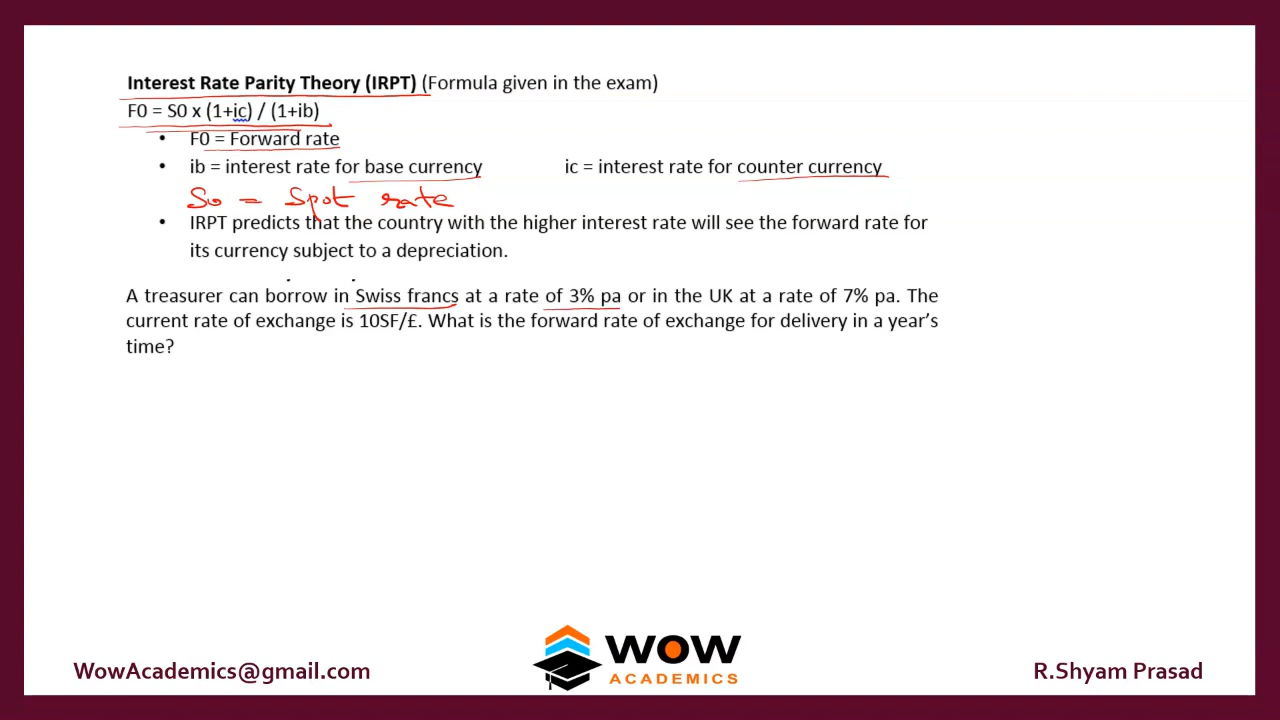 Interest Rate Parity Theory (IRPT) (Formula given in the exam)
F0 = S0 x (1+ic) / (1+ib)
• F0 = Forward rate
• ib = interest rate for base currency ic = interest rate for counter currency
S0 = Spot rate
• IRPT predicts that the country with the higher interest rate will see the forward rate for
its currency subject to a depreciation.
A treasurer can borrow in Swiss francs at a rate of 3% pa or in the UK at a rate of 7% pa. The
current rate of exchange is 10SF/£. What is the forward rate of exchange for delivery in a year's
time?
WOW
ACADEMICS
WowAcademics@gmail.com
R.Shyam Prasad